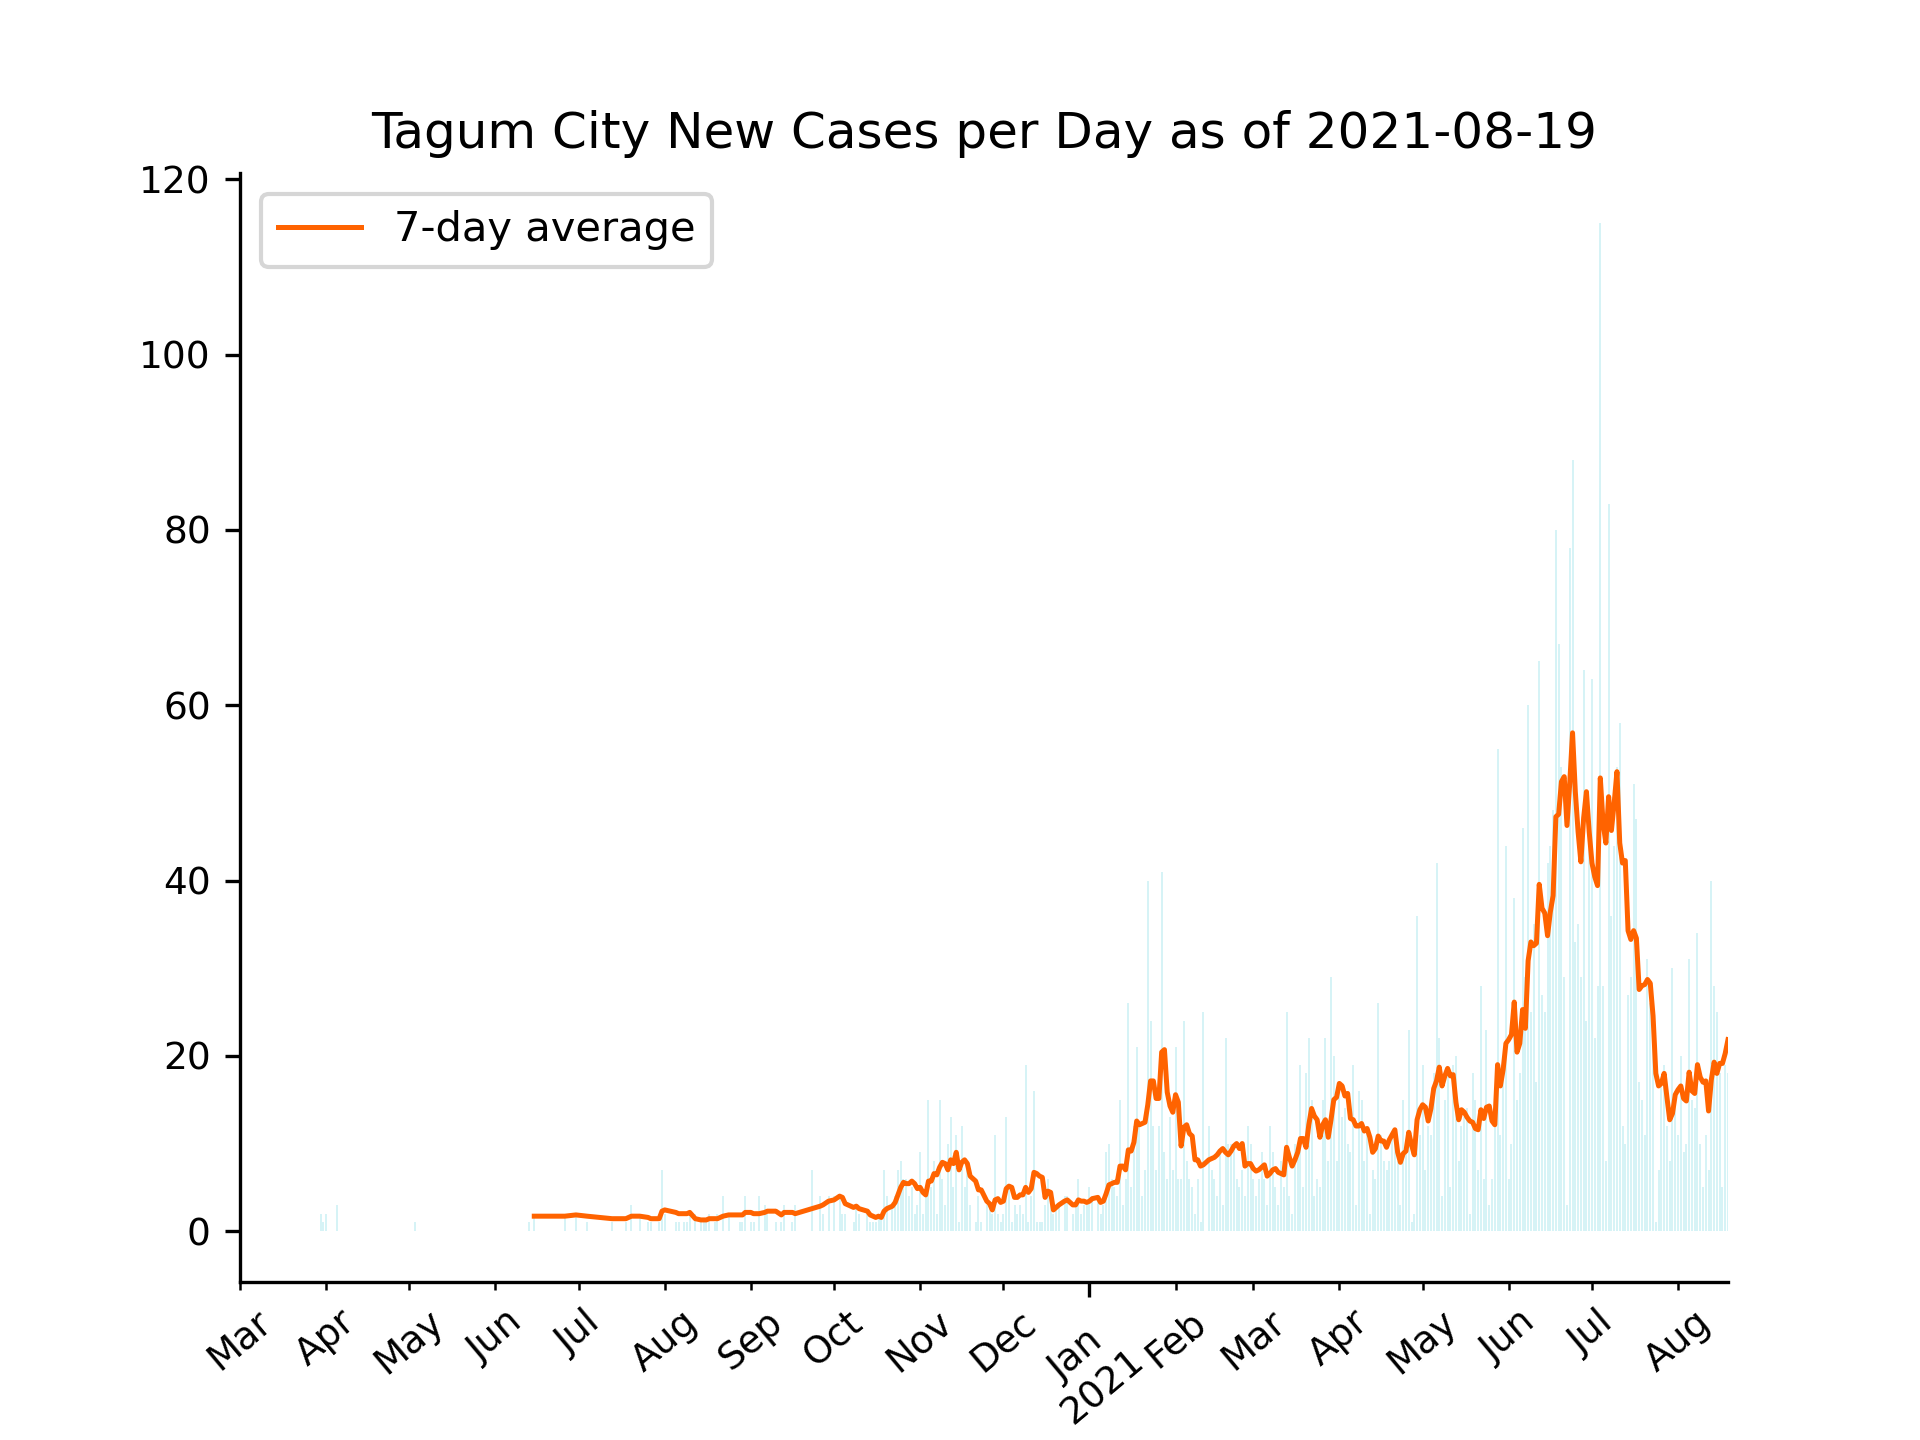 Tagum City New Cases per Day as of 2021-08-19
7-day average
120
100
80
60
40
20
0
Mar Apr May Jun Jul Aug Sep Oct Nov Dec Jan Feb Mar Apr May Jun Jul Aug
2021